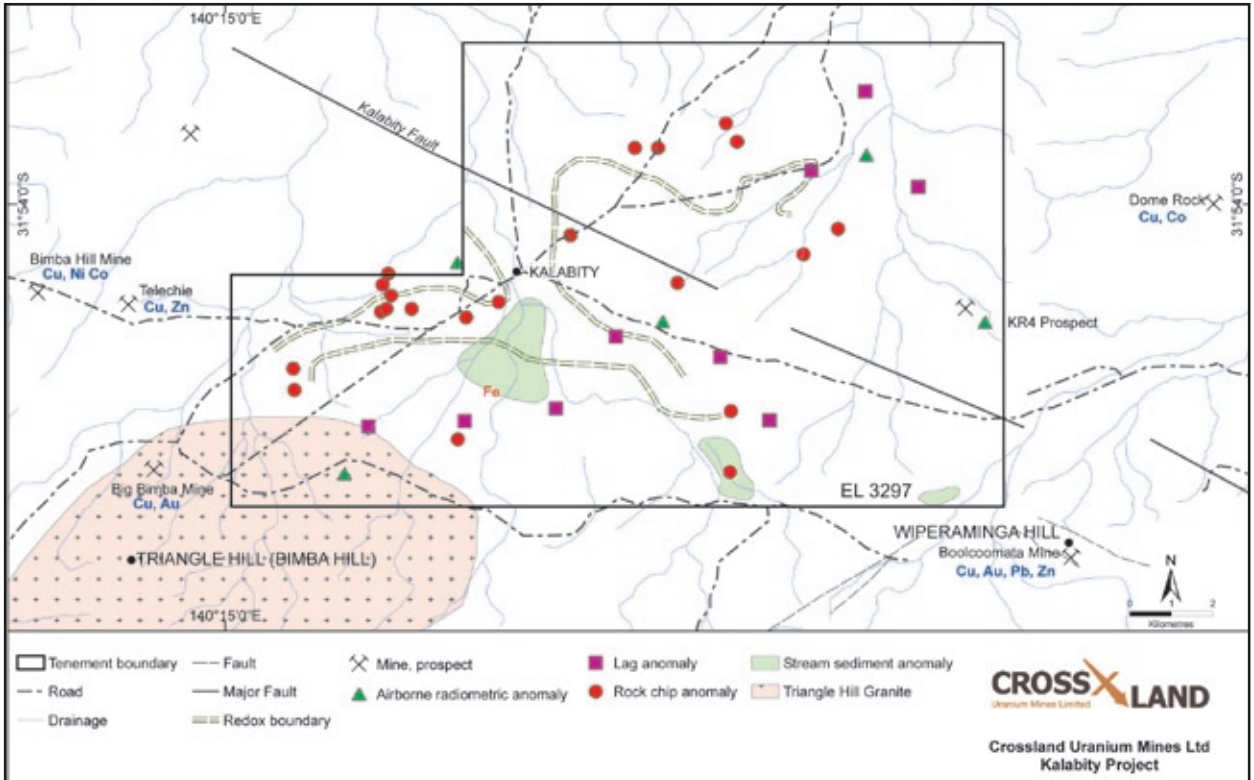 140°15'0"E
Kalabity Fault
31°54'0"S
31°54'0"S
Dome Rock
Cu, Co
Bimba Hill Mine
Cu, Ni Co
Telechie
Cu, Zn
KALABITY
KR4 Prospect
Fe
Big Bimba Mine
Cu, Au
EL 3297
WIPERAMINGA HILL
Boolcoomata Mine
Cu, Au, Pb, Zn
TRIANGLE HILL (BIMBA HILL)
N
0 1 2
Kilometres
140°15'0"E
Tenement boundary
Road
Drainage
Fault
Major Fault
Redox boundary
Mine, prospect
Airborne radiometric anomaly
Lag anomaly
Rock chip anomaly
Stream sediment anomaly
Triangle Hill Granite
CROSSXLAND
Uranium Mines Limited
Crossland Uranium Mines Ltd
Kalabity Project